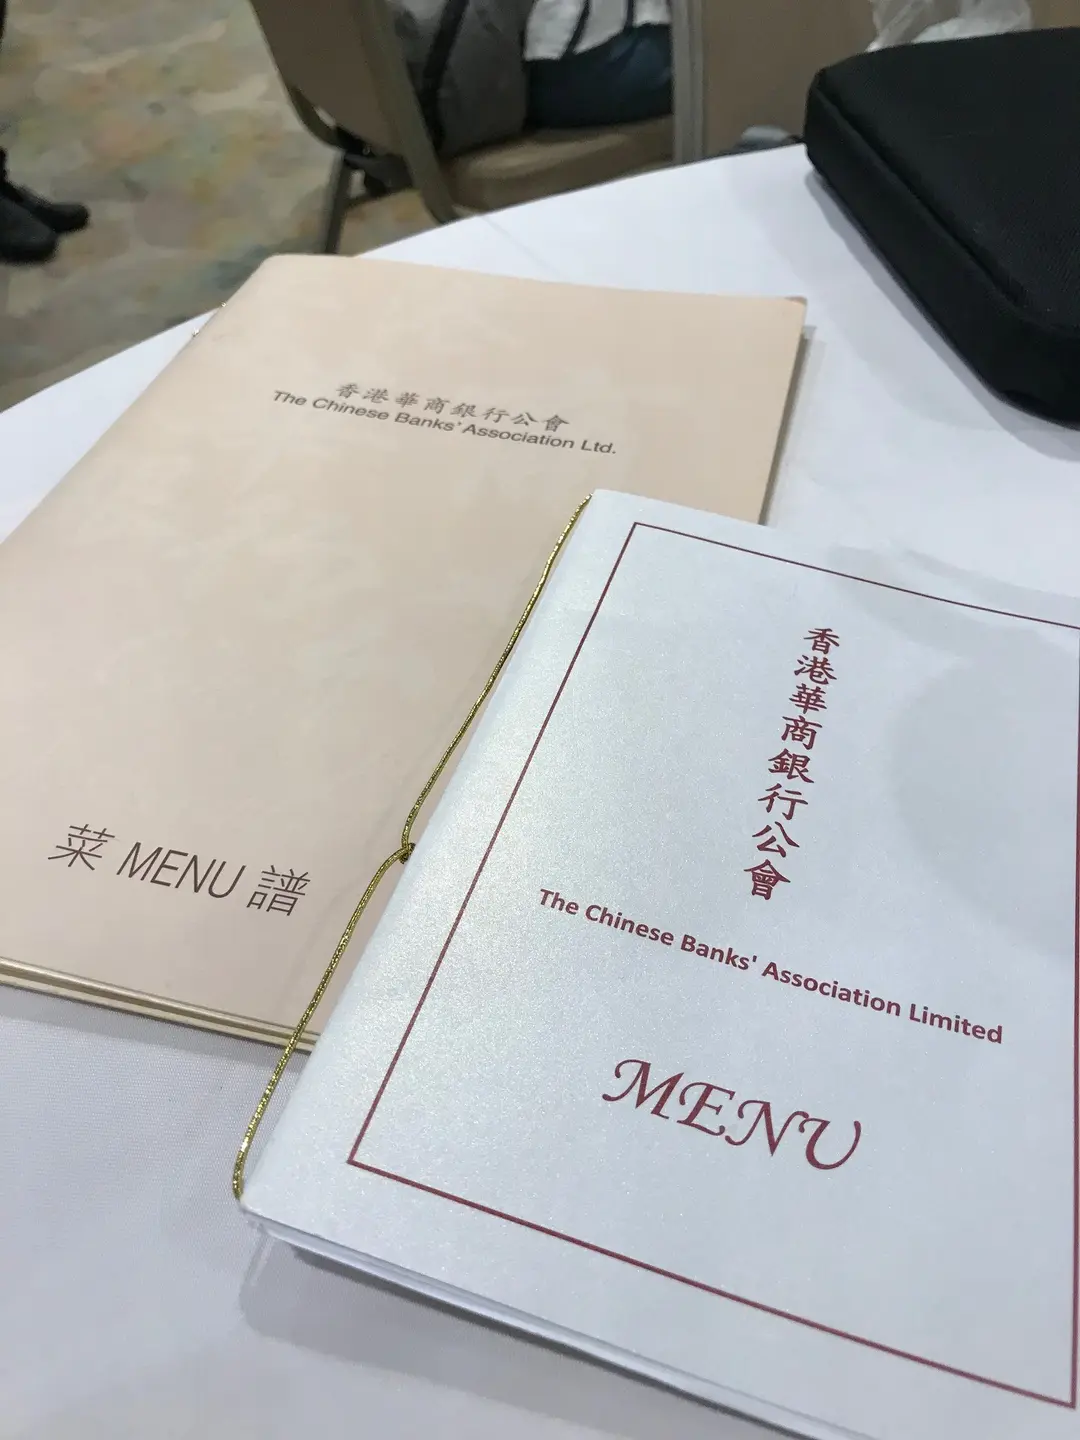 香港華商銀行公會
The Chinese Banks' Association Ltd.
菜 MENU 譜
香港華商銀行公會
The Chinese Banks' Association Limited
MENU